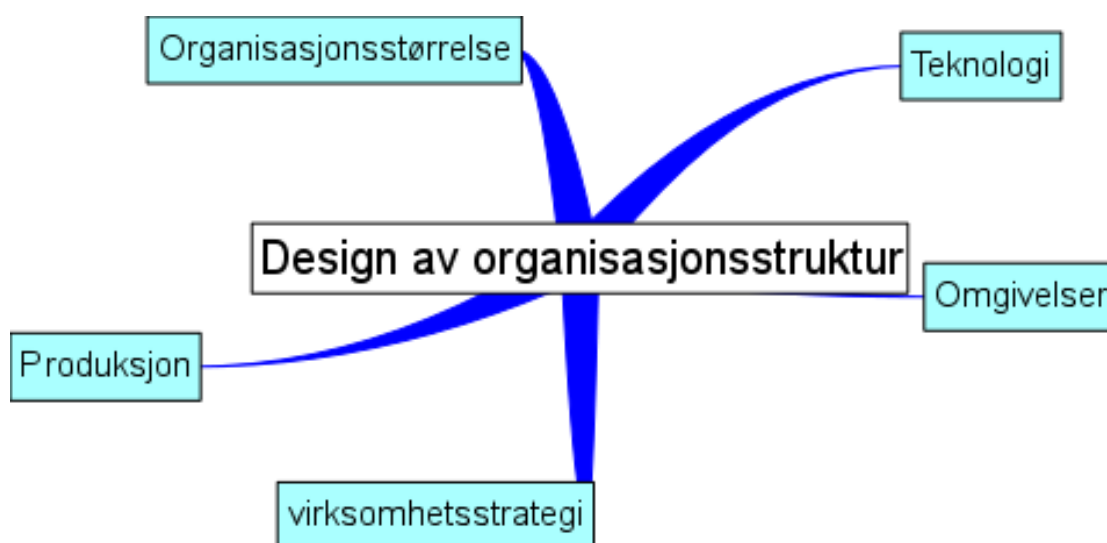 Organisasjonsstørrelse
Teknologi
Design av organisasjonsstruktur
Omgivelser
Produksjon
virksomhetsstrategi